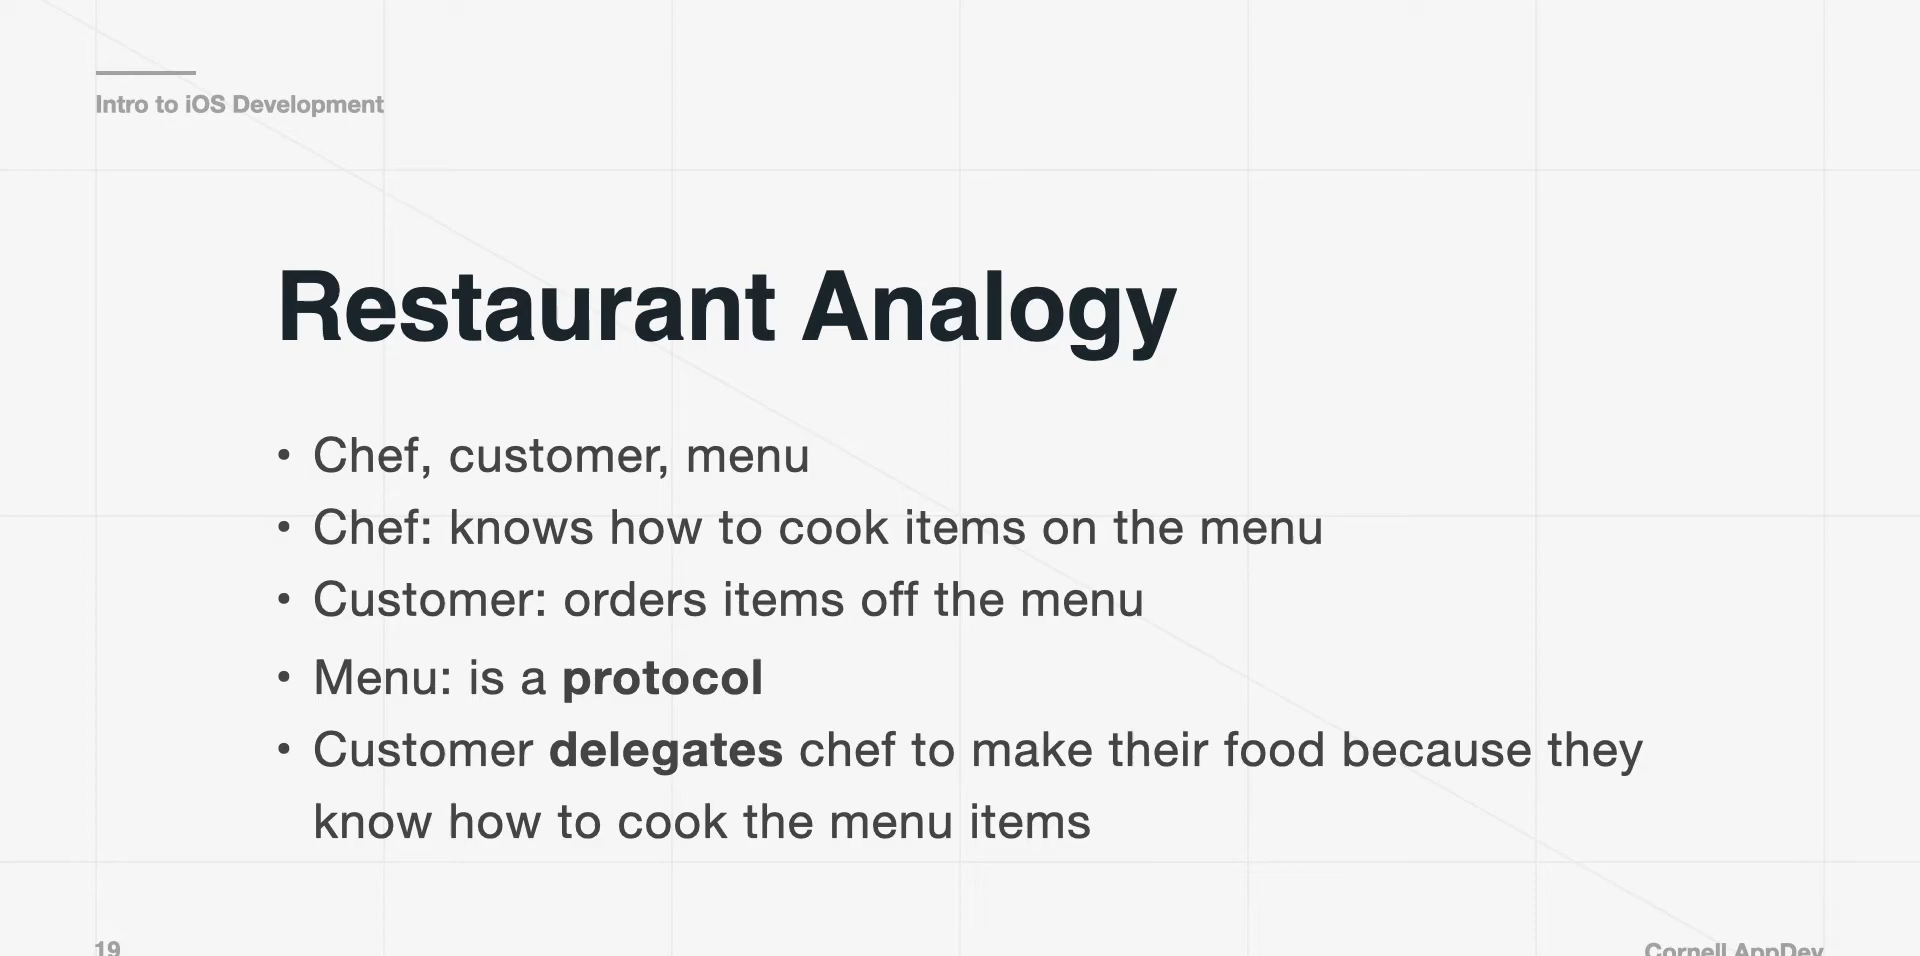 Intro to iOS Development
Restaurant Analogy
• Chef, customer, menu
• Chef: knows how to cook items on the menu
• Customer: orders items off the menu
• Menu: is a protocol
• Customer delegates chef to make their food because they
know how to cook the menu items
19
Cornell AppDev